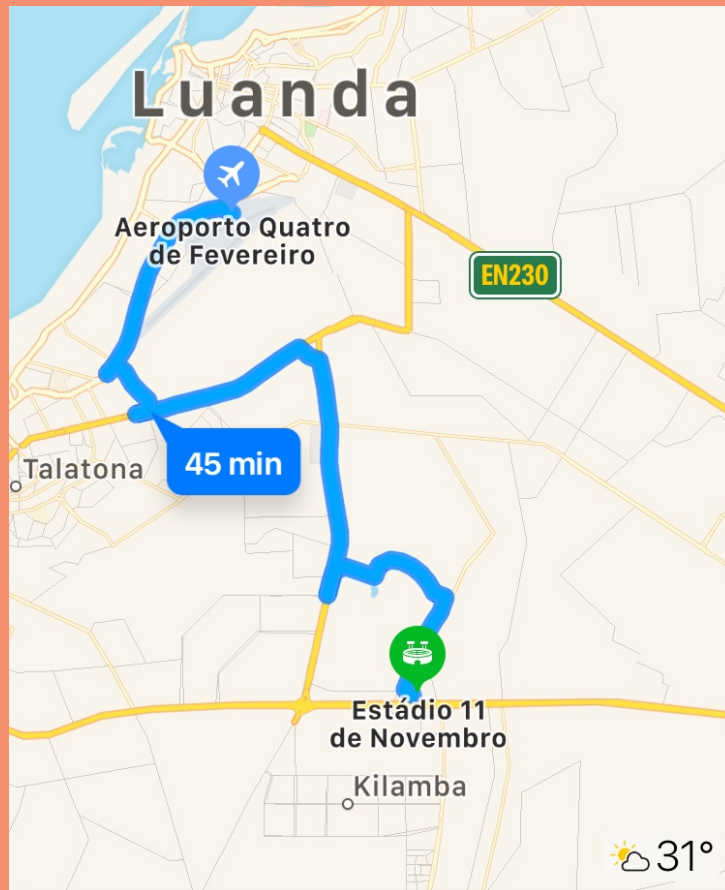 Luanda
Aeroporto Quatro
de Fevereiro
EN230
45 min
Talatona
Estádio 11
de Novembro
Kilamba
31°